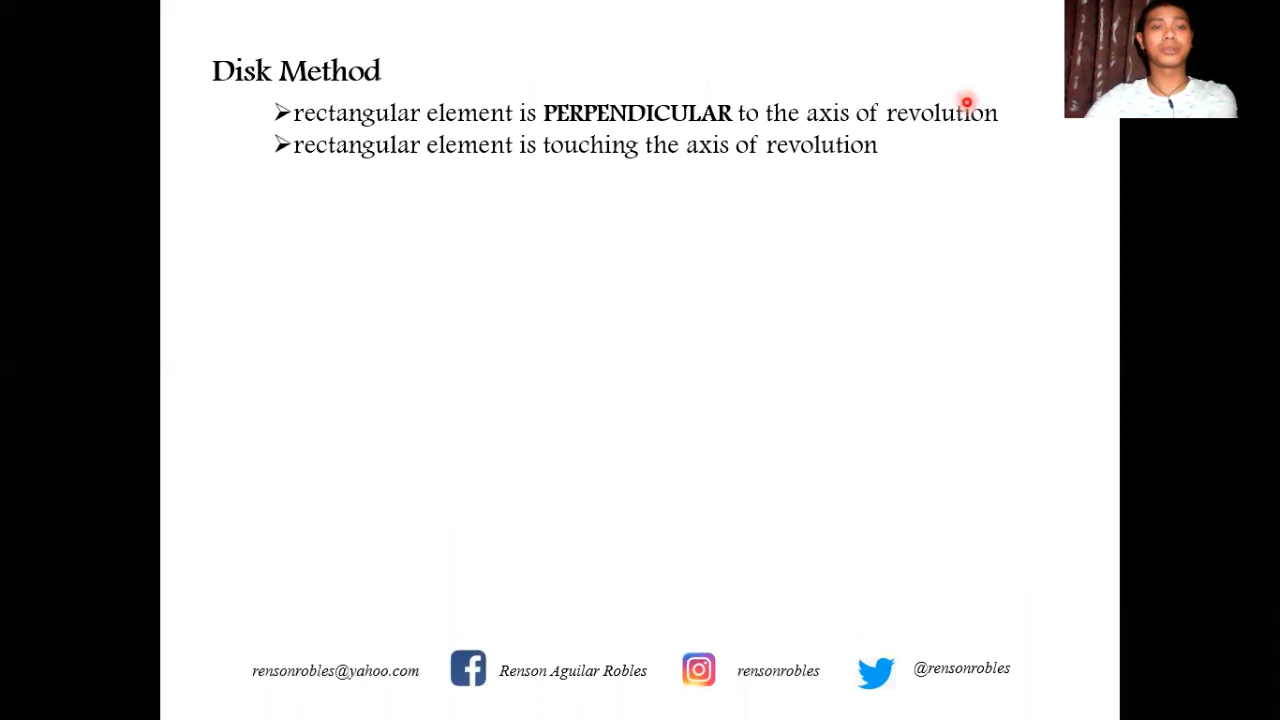 Disk Method
➢rectangular element is PERPENDICULAR to the axis of revolution
➢rectangular element is touching the axis of revolution
rensonrobles@yahoo.com Renson Aguilar Robles rensonrobles @rensonrobles